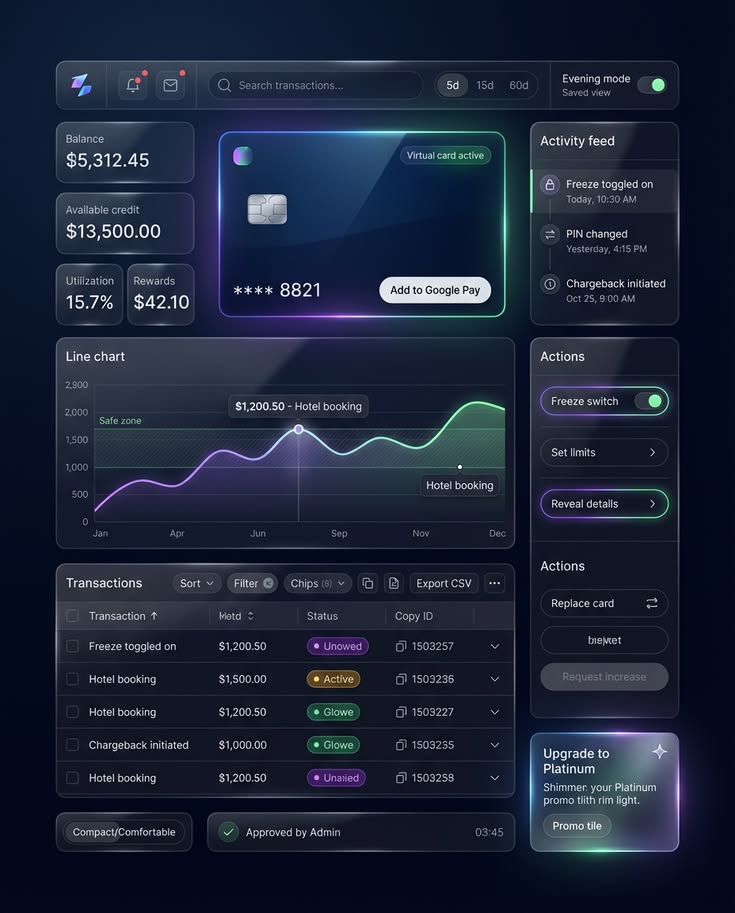 Search transactions...
5d 15d 60d
Evening mode
Saved view
Balance
$5,312.45
Available credit
$13,500.00
Utilization
15.7%
Rewards
$42.10
Virtual card active
**** 8821
Add to Google Pay
Activity feed
Freeze toggled on
Today, 10:30 AM
PIN changed
Yesterday, 4:15 PM
Chargeback initiated
Oct 25, 9:00 AM
Line chart
2,900
2,000
1,500
1,000
500
0
Safe zone
$1,200.50 - Hotel booking
Hotel booking
Jan Apr Jun Sep Nov Dec
Actions
Freeze switch
Set limits
Reveal details
Actions
Replace card
Request increase
Transactions Sort Filter Chips (9) Export CSV
Transaction ↑ Metd Status Copy ID
Freeze toggled on $1,200.50 Unowed 1503257
Hotel booking $1,500.00 Active 1503236
Hotel booking $1,200.50 Glowe 1503227
Chargeback initiated $1,000.00 Glowe 1503235
Hotel booking $1,200.50 1503258
Upgrade to
Platinum
Shimmer: your Platinum
promo tilth rim light.
Promo tile
Compact/Comfortable
Approved by Admin 03:45